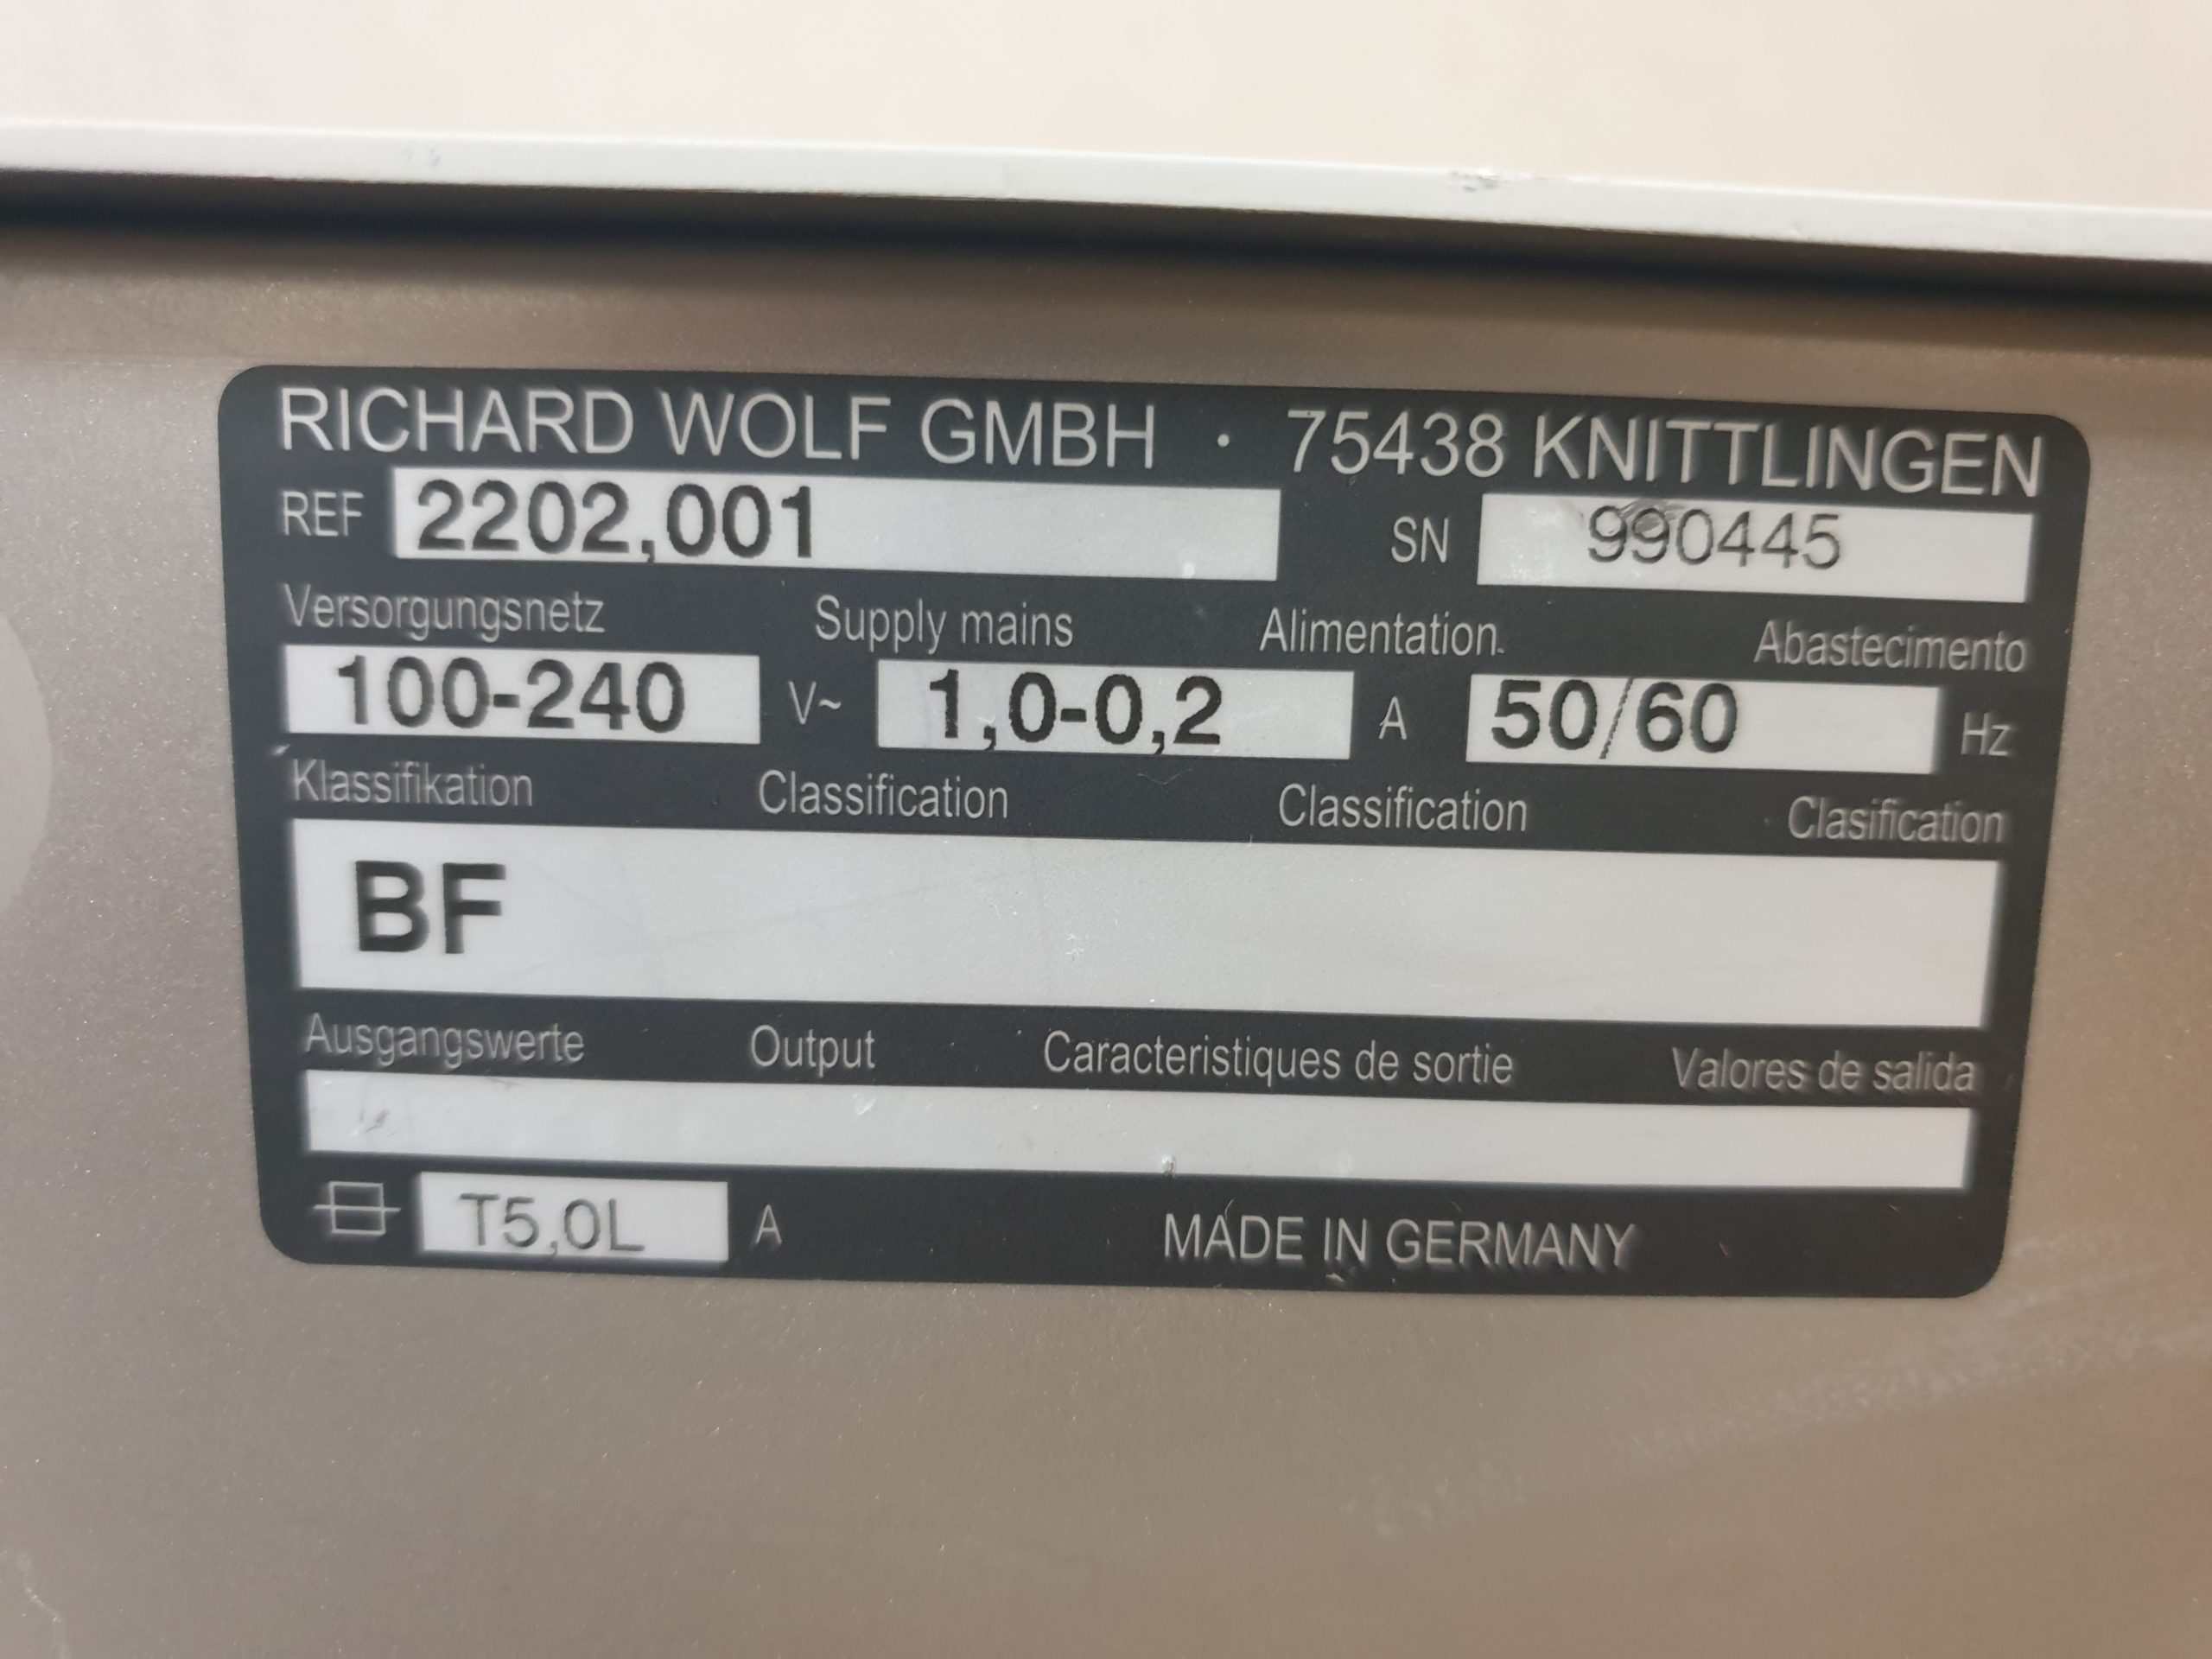 RICHARD WOLF GMBH · 75438 KNITTLINGEN
REF 2202,001 SN 990445
Versorgungsnetz Supply mains Alimentation Abastecimento
100-240 V~ 1,0-0,2 A 50/60 Hz
Klassifikation Classification Classification Clasification
BF
Ausgangswerte Output Caracteristiques de sortie Valores de salida
T5,0L A MADE IN GERMANY